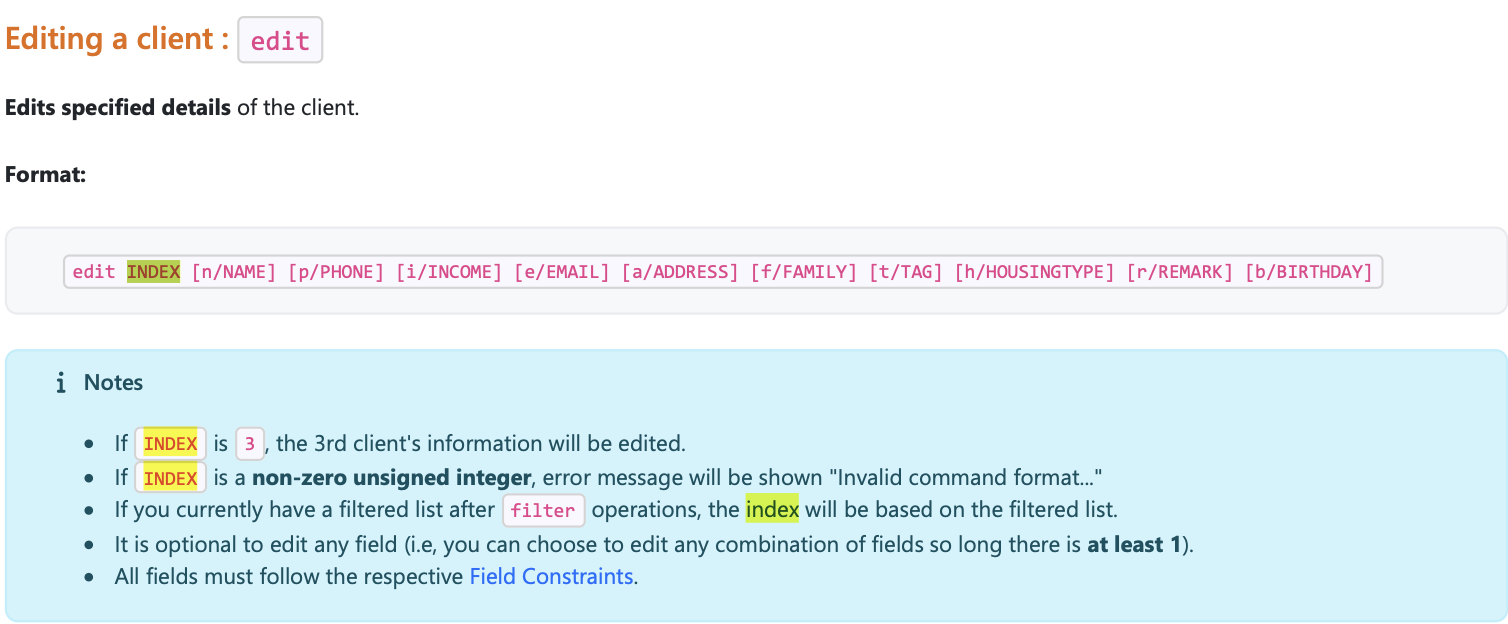 Editing a client : edit
Edits specified details of the client.
Format:
edit INDEX [n/NAME] [p/PHONE] [i/INCOME] [e/EMAIL] [a/ADDRESS] [f/FAMILY] [t/TAG] [h/HOUSINGTYPE] [r/REMARK] [b/BIRTHDAY]
i Notes
• If INDEX is 3, the 3rd client's information will be edited.
• If INDEX is a non-zero unsigned integer, error message will be shown "Invalid command format..."
• If you currently have a filtered list after filter operations, the index will be based on the filtered list.
• It is optional to edit any field (i.e, you can choose to edit any combination of fields so long there is at least 1).
• All fields must follow the respective Field Constraints.